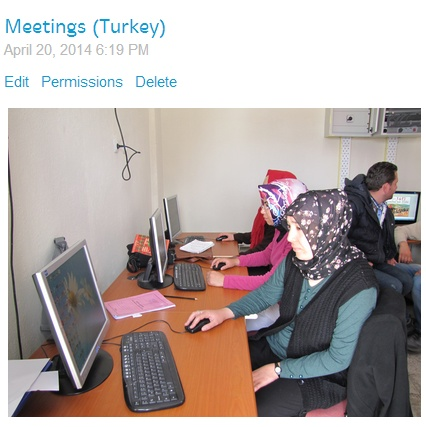 Meetings (Turkey)
April 20, 2014 6:19 PM
Edit Permissions Delete